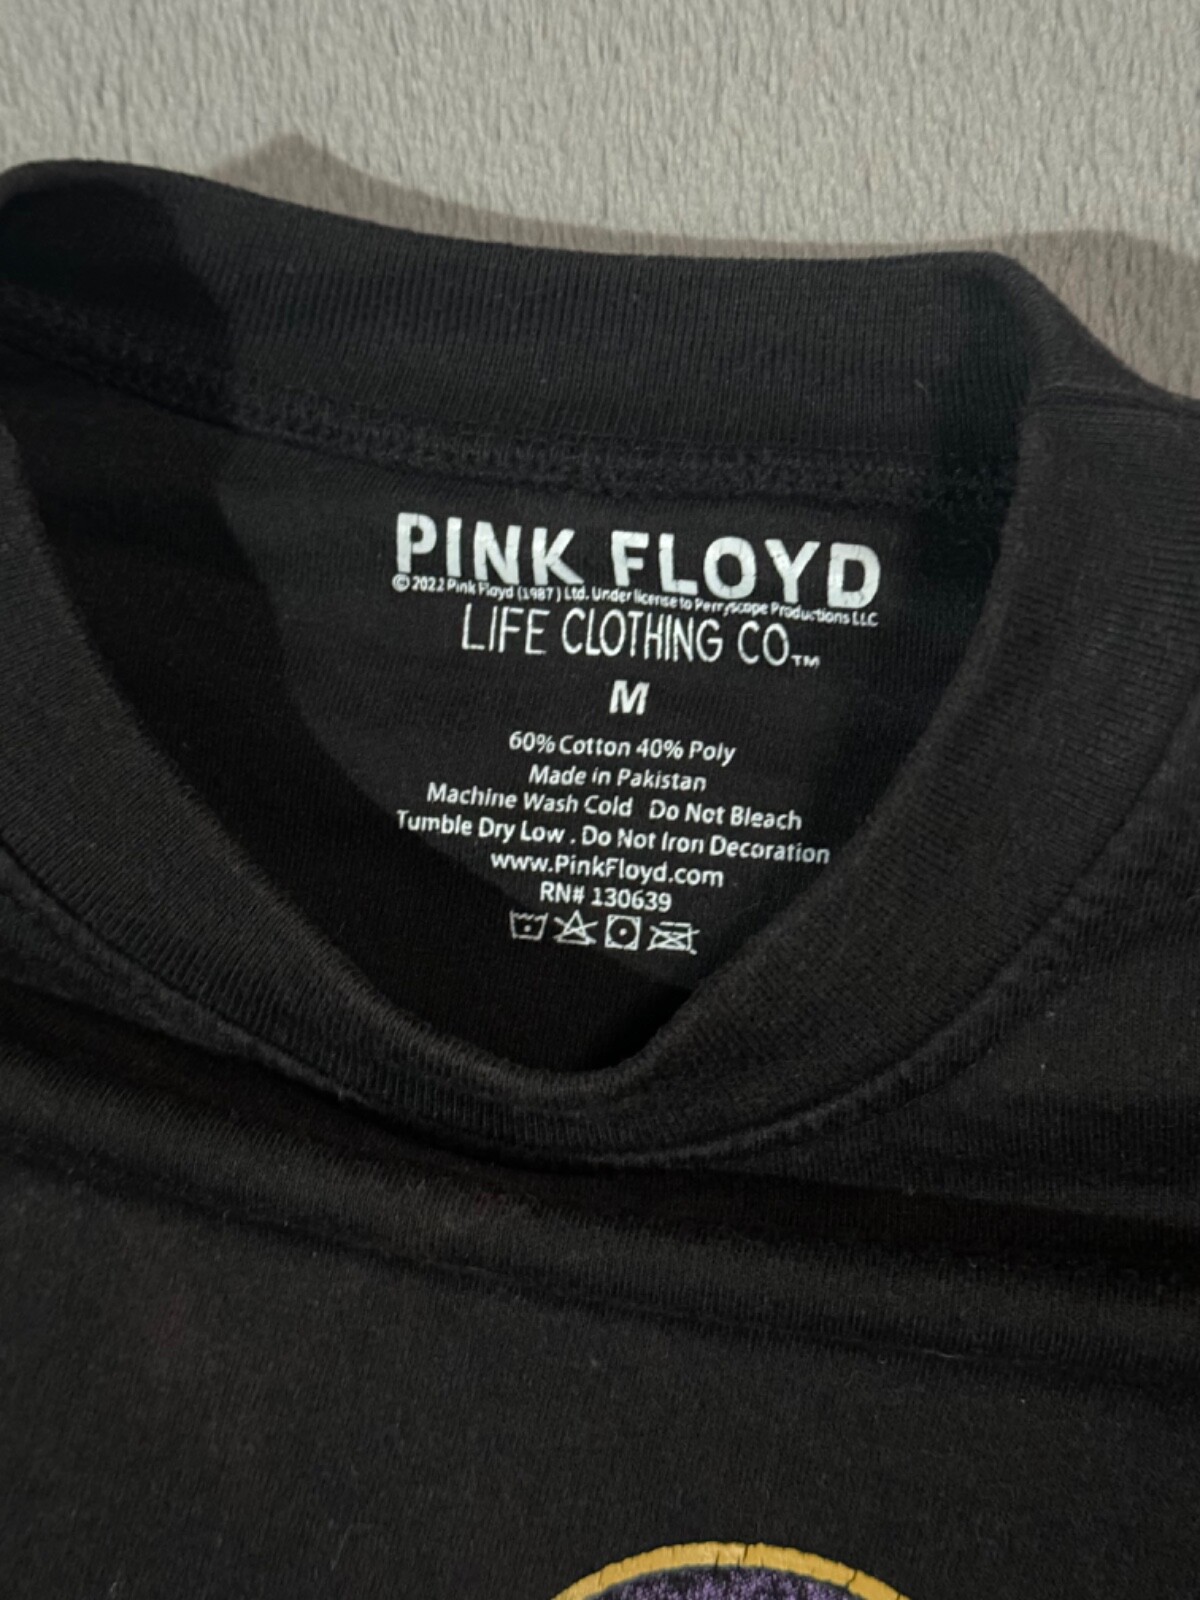 PINK FLOYD
©2022 Pink Floyd (1987) Ltd. Under license to Perryscope Productions LLC
LIFE CLOTHING CO.™
M
60% Cotton 40% Poly
Made in Pakistan
Machine Wash Cold Do Not Bleach
Tumble Dry Low . Do Not Iron Decoration
www.PinkFloyd.com
RN# 130639